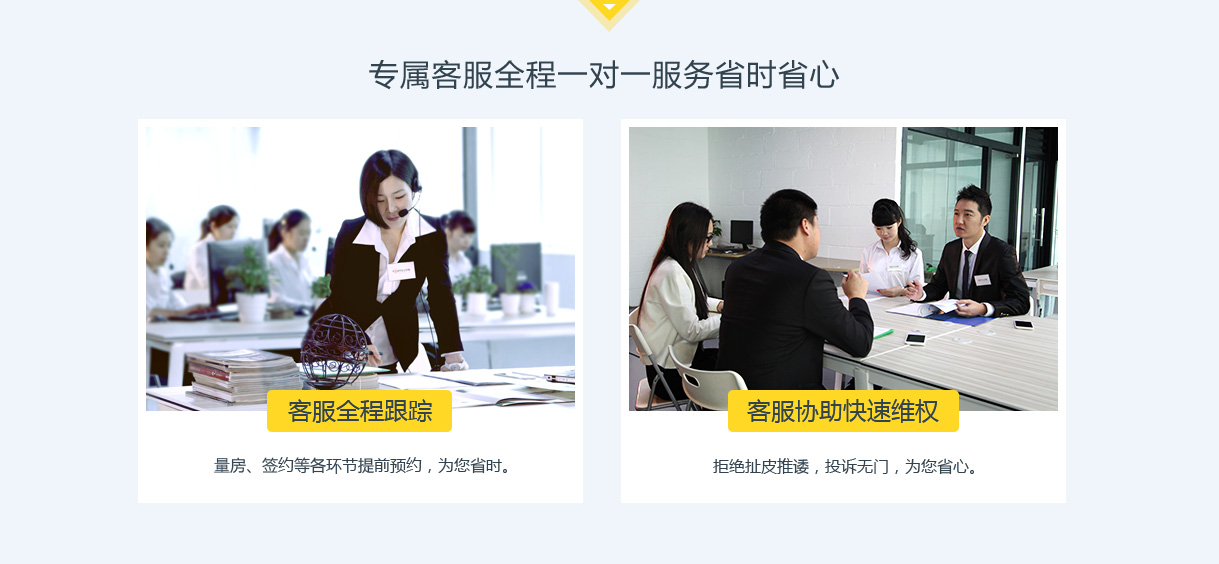 专属客服全程一对一服务省时省心
客服全程跟踪
量房、签约等各环节提前预约，为您省时。
客服协助快速维权
拒绝扯皮推诿，投诉无门，为您省心。